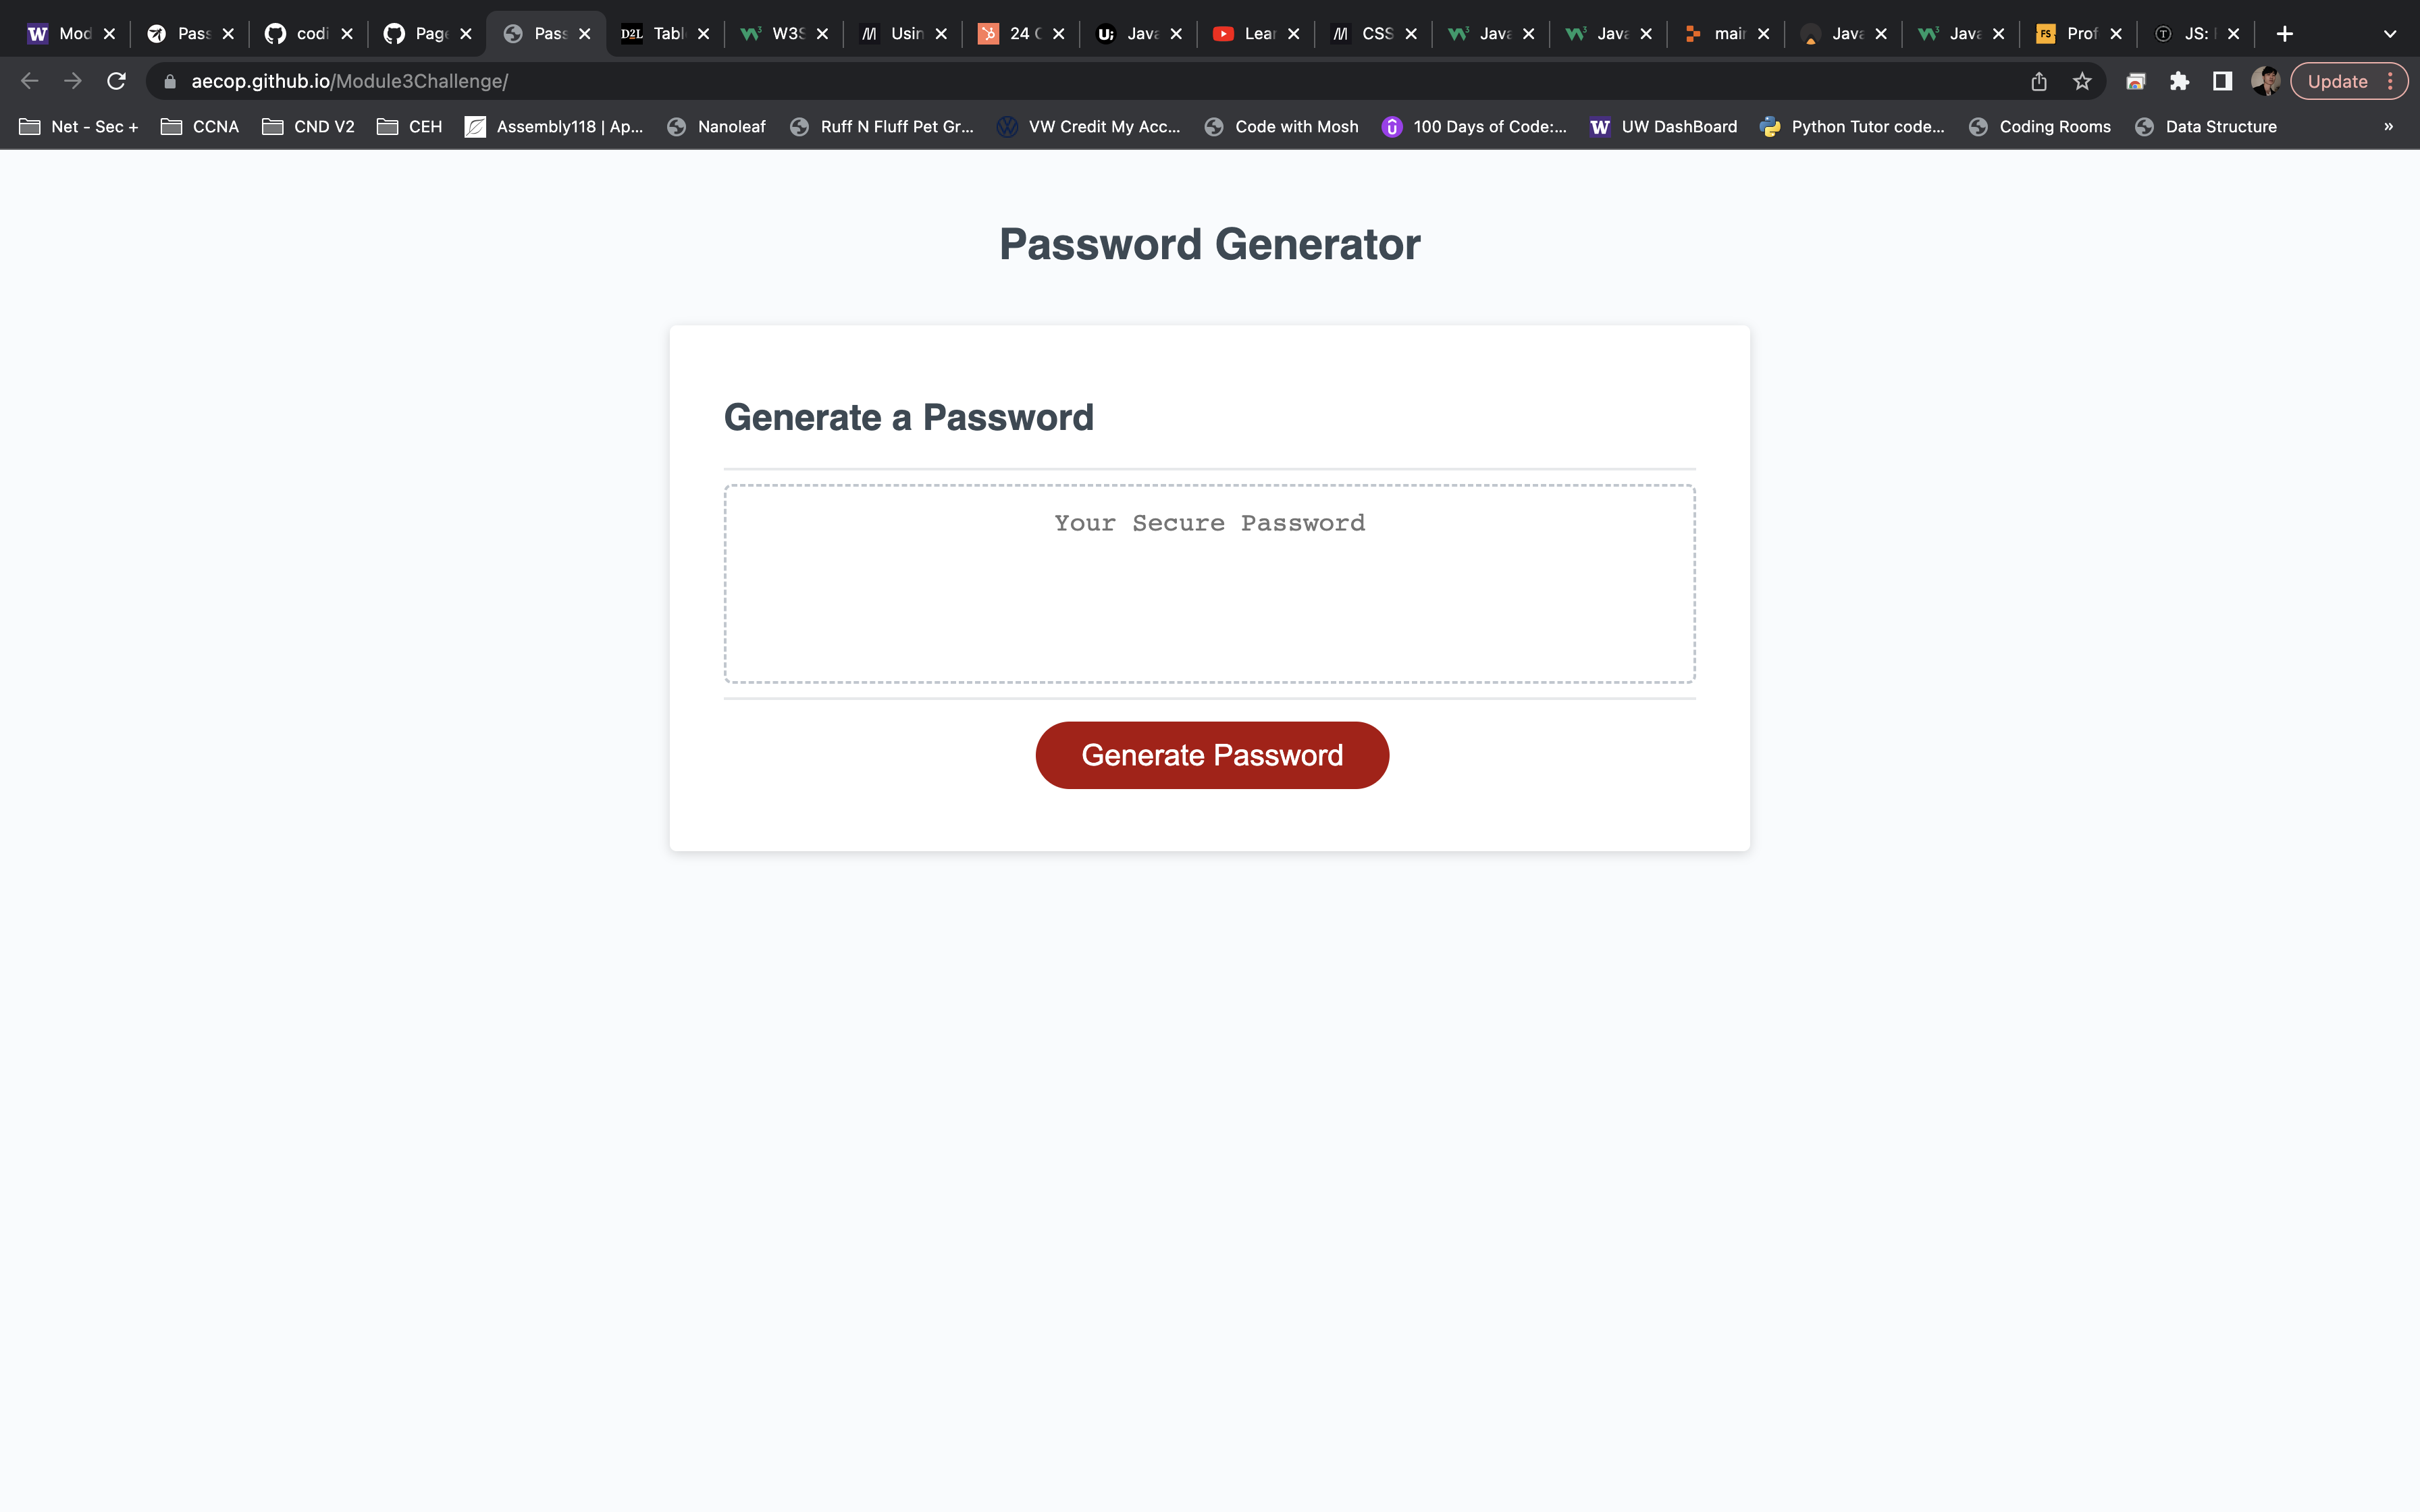 W Mod Pass codi Page Pass D2L Tabl W3S Usin 24 Java Lear CSS Java Java mair Java Java FS Prof JS:
aecop.github.io/Module3Challenge/ Update
Net - Sec + CCNA CND V2 CEH Assembly118 | Ap... Nanoleaf Ruff N Fluff Pet Gr... VW Credit My Acc... Code with Mosh 100 Days of Code:... W UW DashBoard Python Tutor code... Coding Rooms Data Structure »
Password Generator
Generate a Password
Your Secure Password
Generate Password